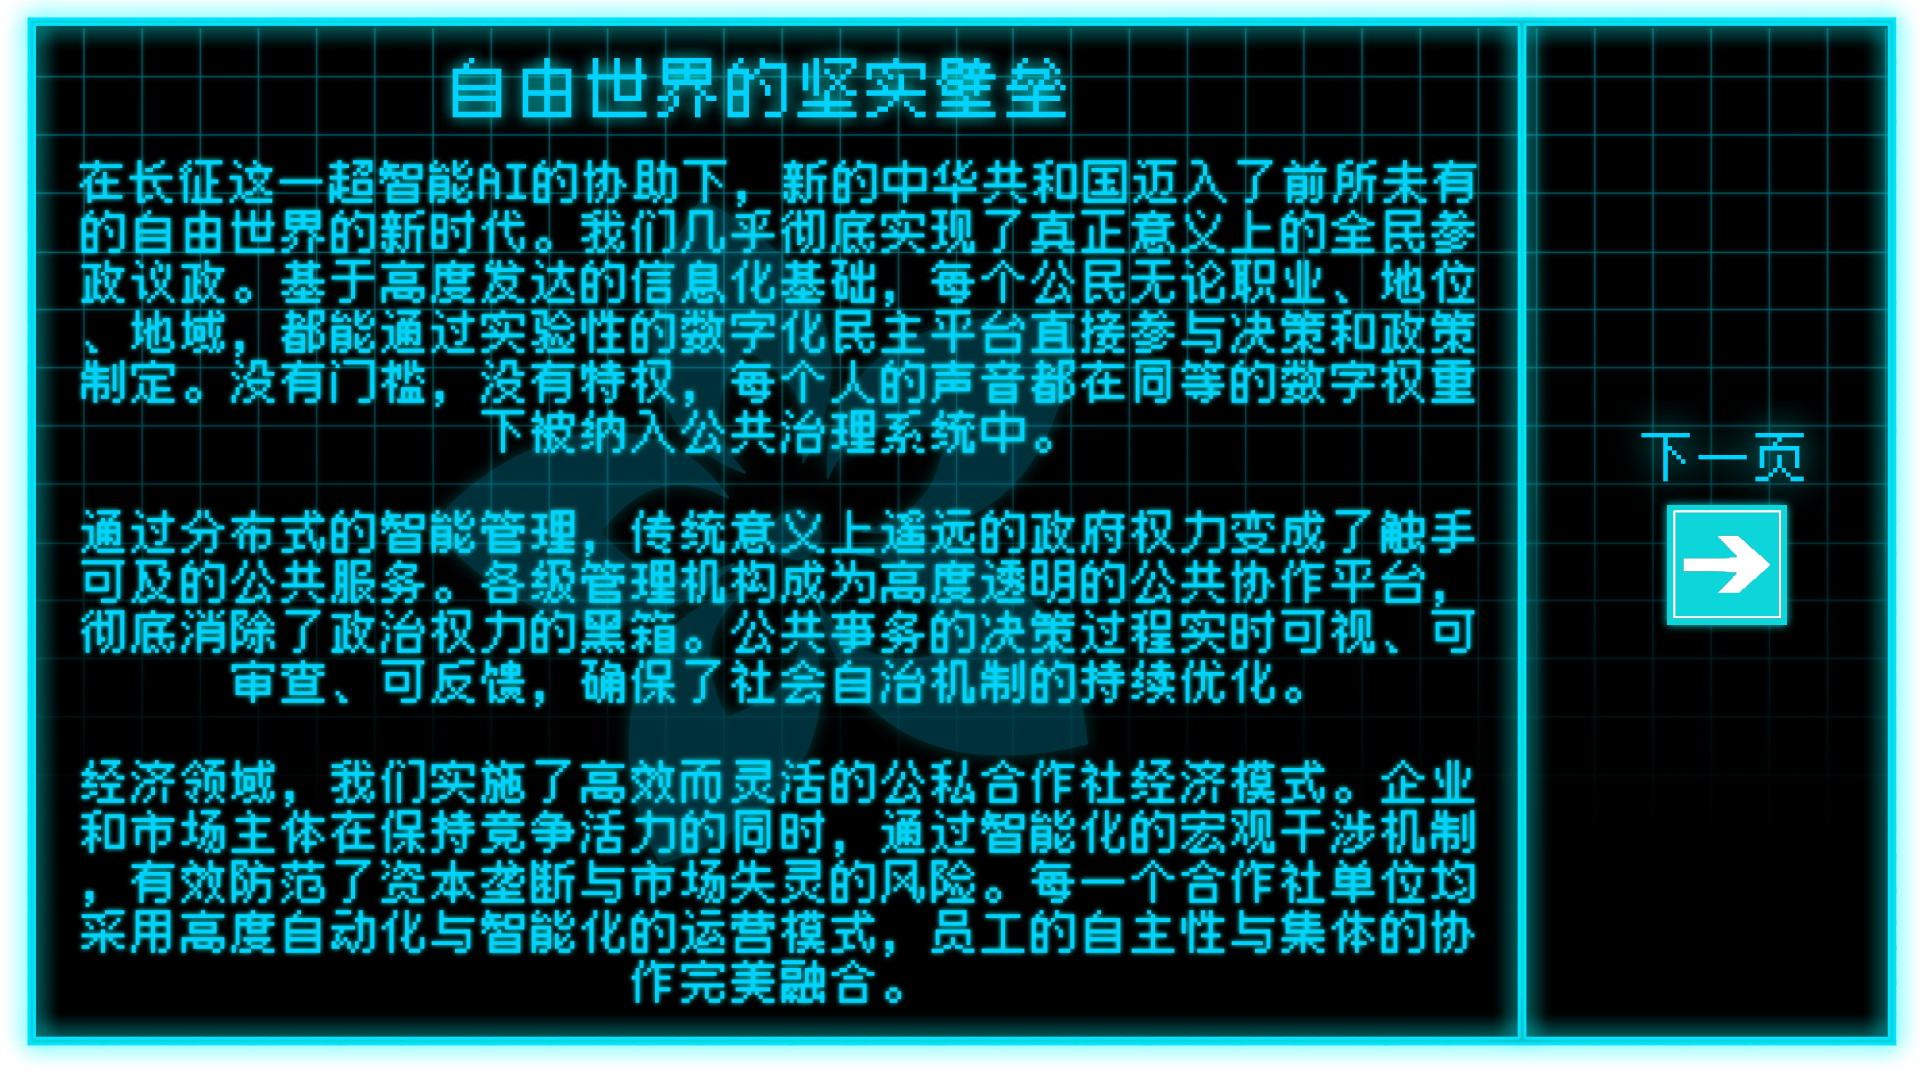 自由世界的坚实壁垒
在长征这一超智能AI的协助下，新的中华共和国迈入了前所未有
的自由世界的新时代。我们几乎彻底实现了真正意义上的全民参
政议政。基于高度发达的信息化基础，每个公民无论职业、地位
、地域，都能通过实验性的数字化民主平台直接参与决策和政策
制定。没有门槛，没有特权，每个人的声音都在同等的数字权重
下被纳入公共治理系统中。
通过分布式的智能管理，传统意义上遥远的政府权力变成了触手
可及的公共服务。各级管理机构成为高度透明的公共协作平台，
彻底消除了政治权力的黑箱。公共事务的决策过程实时可视、可
审查、可反馈，确保了社会自治机制的持续优化。
经济领域，我们实施了高效而灵活的公私合作社经济模式。企业
和市场主体在保持竞争活力的同时，通过智能化的宏观干涉机制
，有效防范了资本垄断与市场失灵的风险。每一个合作社单位均
采用高度自动化与智能化的运营模式，员工的自主性与集体的协
作完美融合。
下一页